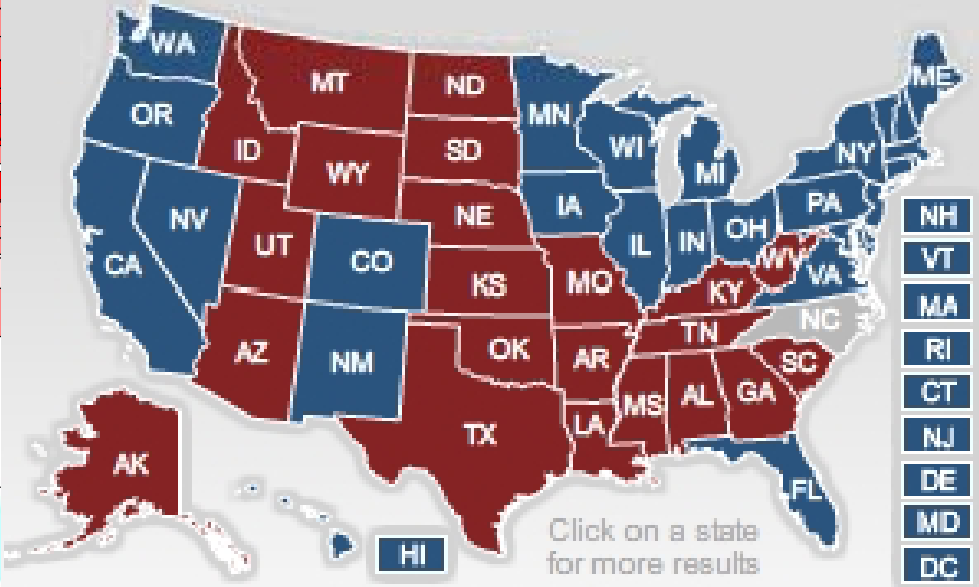 WA
MT
ND
MN
ME
OR
ID
SD
WI
MI
NY
WY
NV
NE
IA
PA
NH
UT
CO
IL
IN
OH
VT
CA
KS
MO
WV
VA
KY
MA
AZ
NM
OK
AR
TN
NC
RI
SC
CT
TX
LA
MS
AL
GA
NJ
AK
FL
DE
Click on a state
for more results
MD
HI
DC